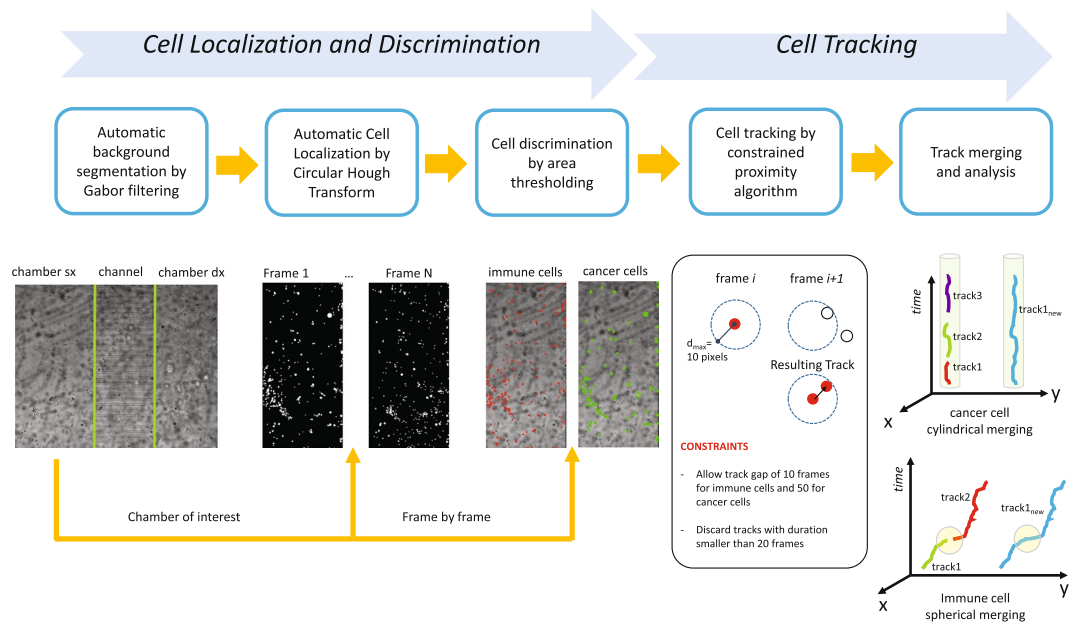 Cell Localization and Discrimination
Cell Tracking
Automatic
background
segmentation by
Gabor filtering
Automatic Cell
Localization by
Circular Hough
Transform
Cell discrimination
by area
thresholding
Cell tracking by
constrained
proximity
algorithm
Track merging
and analysis
chamber sx
channel
chamber dx
Frame 1
...
Frame N
immune cells
cancer cells
Chamber of interest
Frame by frame
frame i
frame i+1
dmax=
10 pixels
Resulting Track
CONSTRAINTS
- Allow track gap of 10 frames
for immune cells and 50 for
cancer cells
- Discard tracks with duration
smaller than 20 frames
time
track3
track2
track1
track1new
x
y
cancer cell
cylindrical merging
time
track2
track1
track1new
x
y
Immune cell
spherical merging